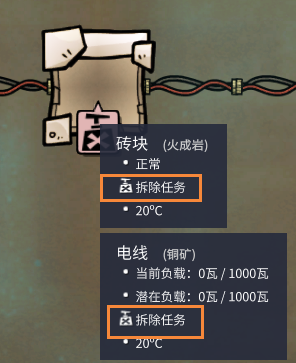 砖块 (火成岩)
• 正常
• 拆除任务
• 20ºC
电线 (铜矿)
• 当前负载：0瓦 / 1000瓦
• 潜在负载：0瓦 / 1000瓦
• 拆除任务
• 20ºC